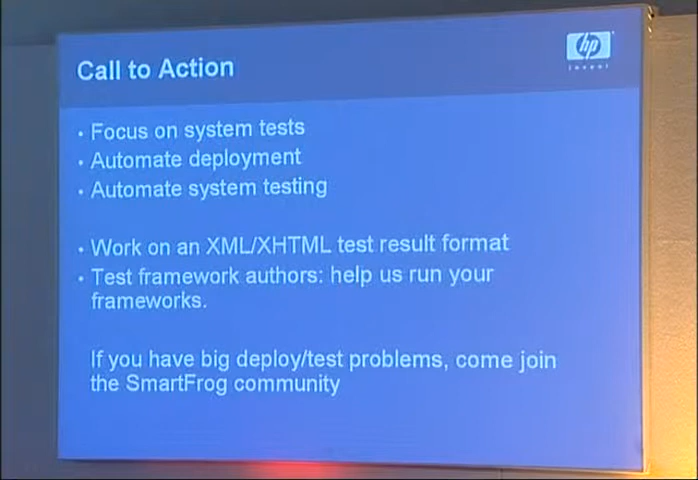 Call to Action
hp
invent
• Focus on system tests
• Automate deployment
• Automate system testing
• Work on an XML/XHTML test result format
• Test framework authors: help us run your
frameworks.
If you have big deploy/test problems, come join
the SmartFrog community